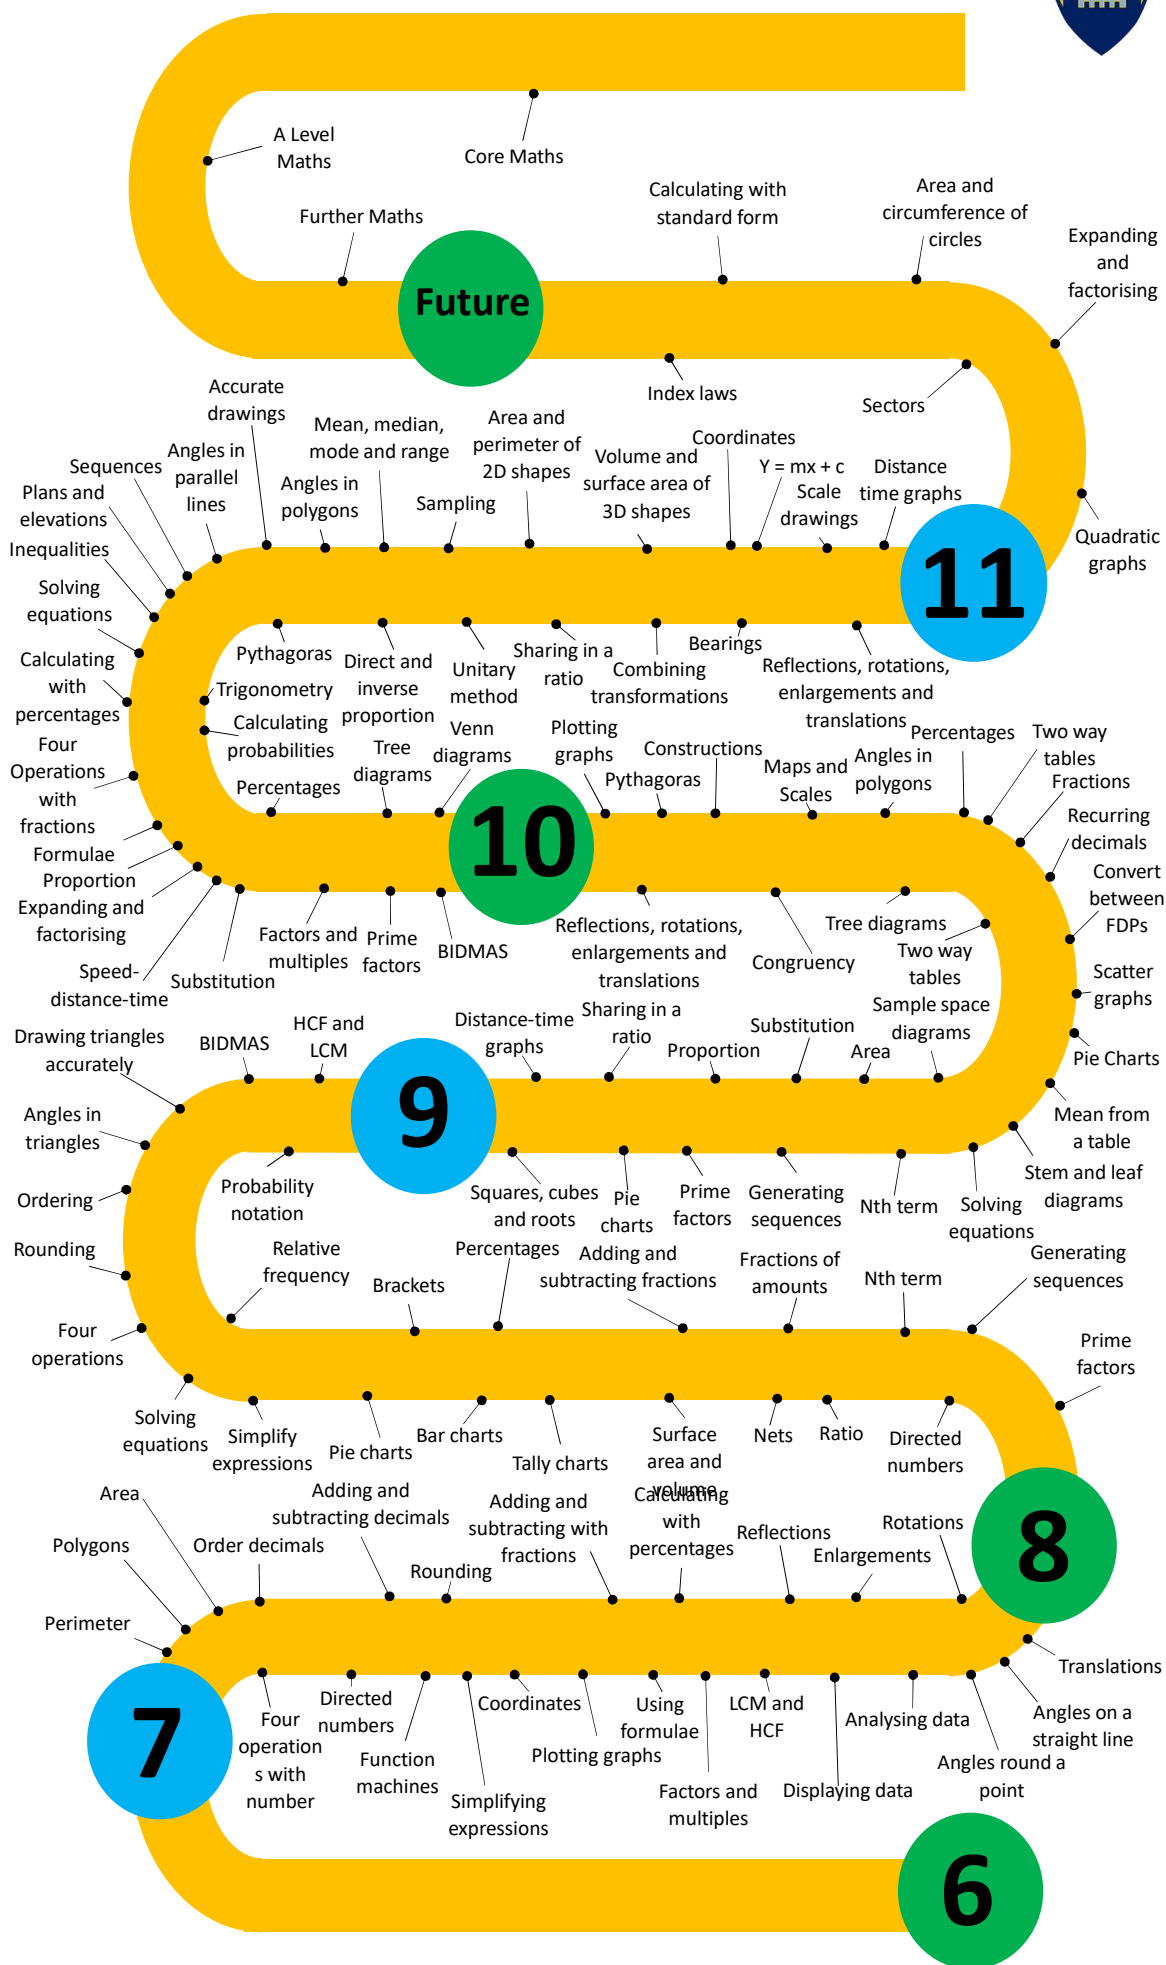 A Level
Maths
Core Maths
Further Maths
Calculating with
standard form
Area and
circumference of
circles
Expanding
and
factorising
Future
Index laws
Sectors
Quadratic
graphs
Accurate
drawings
Mean, median,
mode and range
Area and
perimeter of
2D shapes
Coordinates
Volume and
surface area of
3D shapes
Y = mx + c
Scale
drawings
Distance
time graphs
Angles in
parallel
lines
Angles in
polygons
Sampling
Sequences
Plans and
elevations
Inequalities
Solving
equations
Calculating
with
percentages
Four
Operations
with
fractions
Formulae
Proportion
Expanding and
factorising
Speed-
distance-time
Substitution
11
Pythagoras
Trigonometry
Calculating
probabilities
Direct and
inverse
proportion
Unitary
method
Sharing in a
ratio
Combining
transformations
Bearings
Reflections, rotations,
enlargements and
translations
Percentages
Tree
diagrams
Venn
diagrams
Plotting
graphs
Pythagoras
Constructions
Maps and
Scales
Angles in
polygons
Percentages
Two way
tables
Fractions
Recurring
decimals
Convert
between
FDPs
Scatter
graphs
Pie Charts
Mean from
a table
Stem and leaf
diagrams
10
Factors and
multiples
Prime
factors
BIDMAS
Reflections, rotations,
enlargements and
translations
Congruency
Tree diagrams
Two way
tables
Sample space
diagrams
Drawing triangles
accurately
BIDMAS
HCF and
LCM
Distance-time
graphs
Sharing in a
ratio
Proportion
Substitution
Area
9
Angles in
triangles
Ordering
Rounding
Four
operations
Solving
equations
Probability
notation
Squares, cubes
and roots
Pie
charts
Prime
factors
Generating
sequences
Nth term
Solving
equations
Relative
frequency
Brackets
Percentages
Adding and
subtracting fractions
Fractions of
amounts
Nth term
Generating
sequences
Prime
factors
Simplify
expressions
Pie charts
Bar charts
Tally charts
Surface
area and
volume
Nets
Ratio
Directed
numbers
8
Area
Polygons
Perimeter
Order decimals
Adding and
subtracting decimals
Rounding
Adding and
subtracting with
fractions
Calculating
with
percentages
Reflections
Enlargements
Rotations
Translations
Angles on a
straight line
Angles round a
point
7
Four
operation
s with
number
Directed
numbers
Function
machines
Simplifying
expressions
Coordinates
Plotting graphs
Using
formulae
Factors and
multiples
LCM and
HCF
Displaying data
Analysing data
6